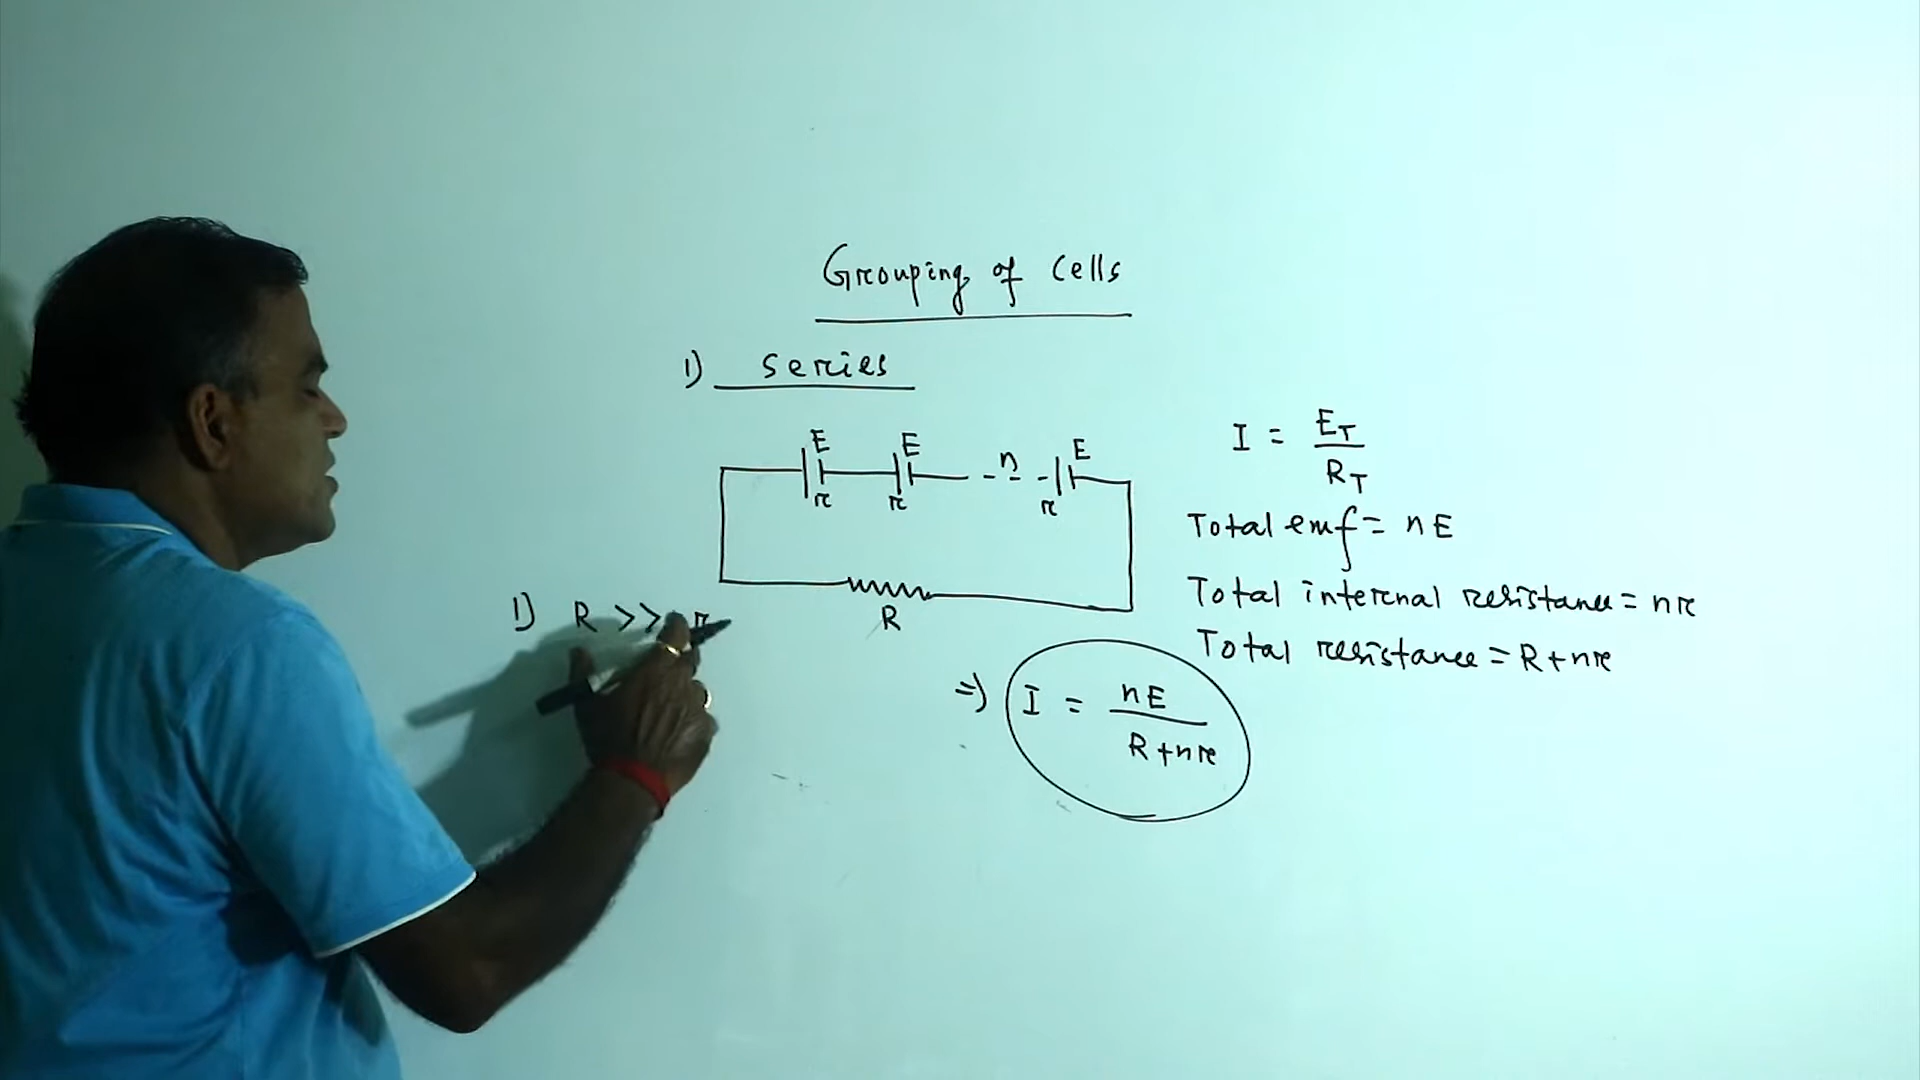 Grouping of cells
1) series
E E n E
r r r
R
I = E_T / R_T
Total emf = nE
Total internal resistance = nr
Total resistance = R+nr
1) R >> r
=) I = nE / R+nr